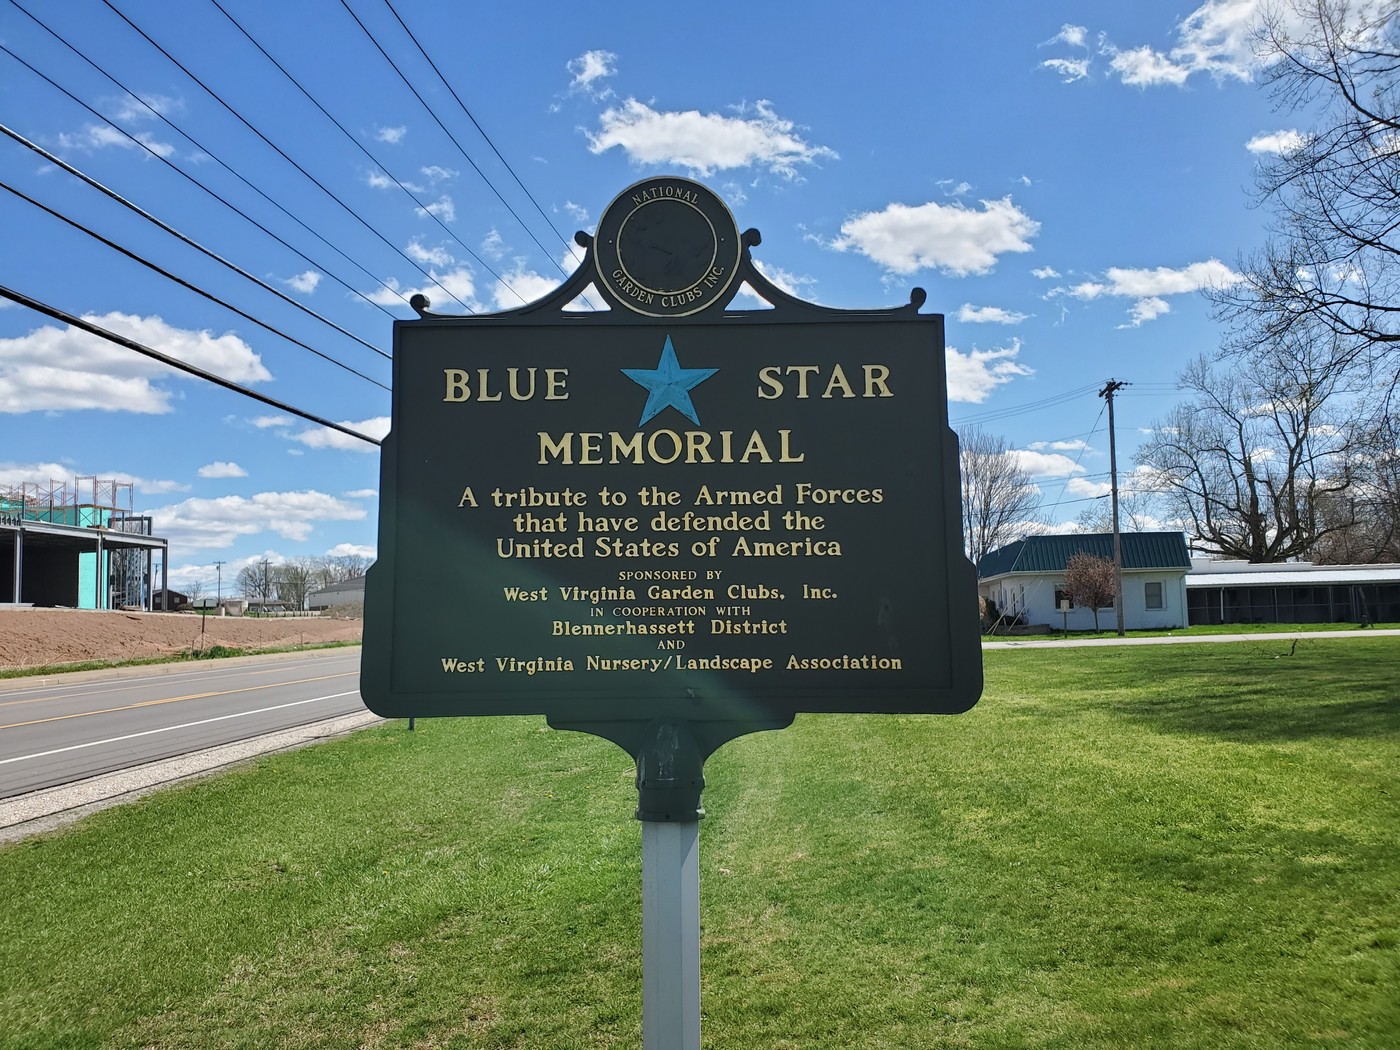 NATIONAL
GARDEN CLUBS INC.
BLUE STAR
MEMORIAL
A tribute to the Armed Forces
that have defended the
United States of America
SPONSORED BY
West Virginia Garden Clubs, Inc.
IN COOPERATION WITH
Blennerhassett District
AND
West Virginia Nursery/Landscape Association